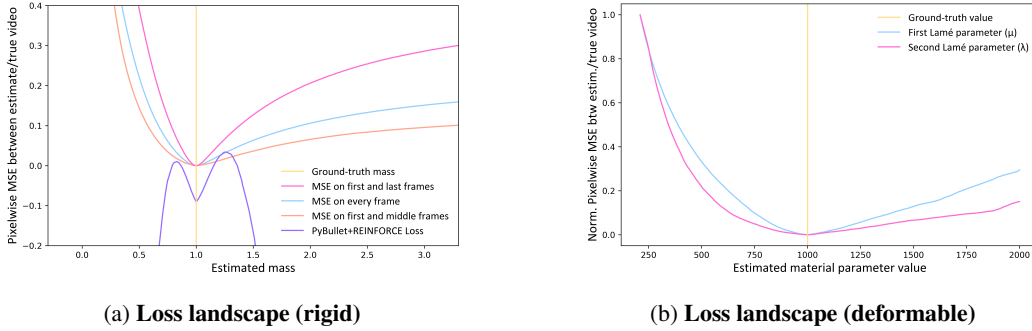 Pixelwise MSE between estimate/true video
0.4
0.3
0.2
0.1
0.0
−0.1
−0.2
0.0
0.5
1.0
1.5
2.0
2.5
3.0
Estimated mass
Ground-truth mass
MSE on first and last frames
MSE on every frame
MSE on first and middle frames
PyBullet+REINFORCE Loss
(a) Loss landscape (rigid)
Norm. Pixelwise MSE btw estim./true video
1.0
0.8
0.6
0.4
0.2
0.0
250
500
750
1000
1250
1500
1750
2000
Estimated material parameter value
Ground-truth value
First Lamé parameter (μ)
Second Lamé parameter (λ)
(b) Loss landscape (deformable)